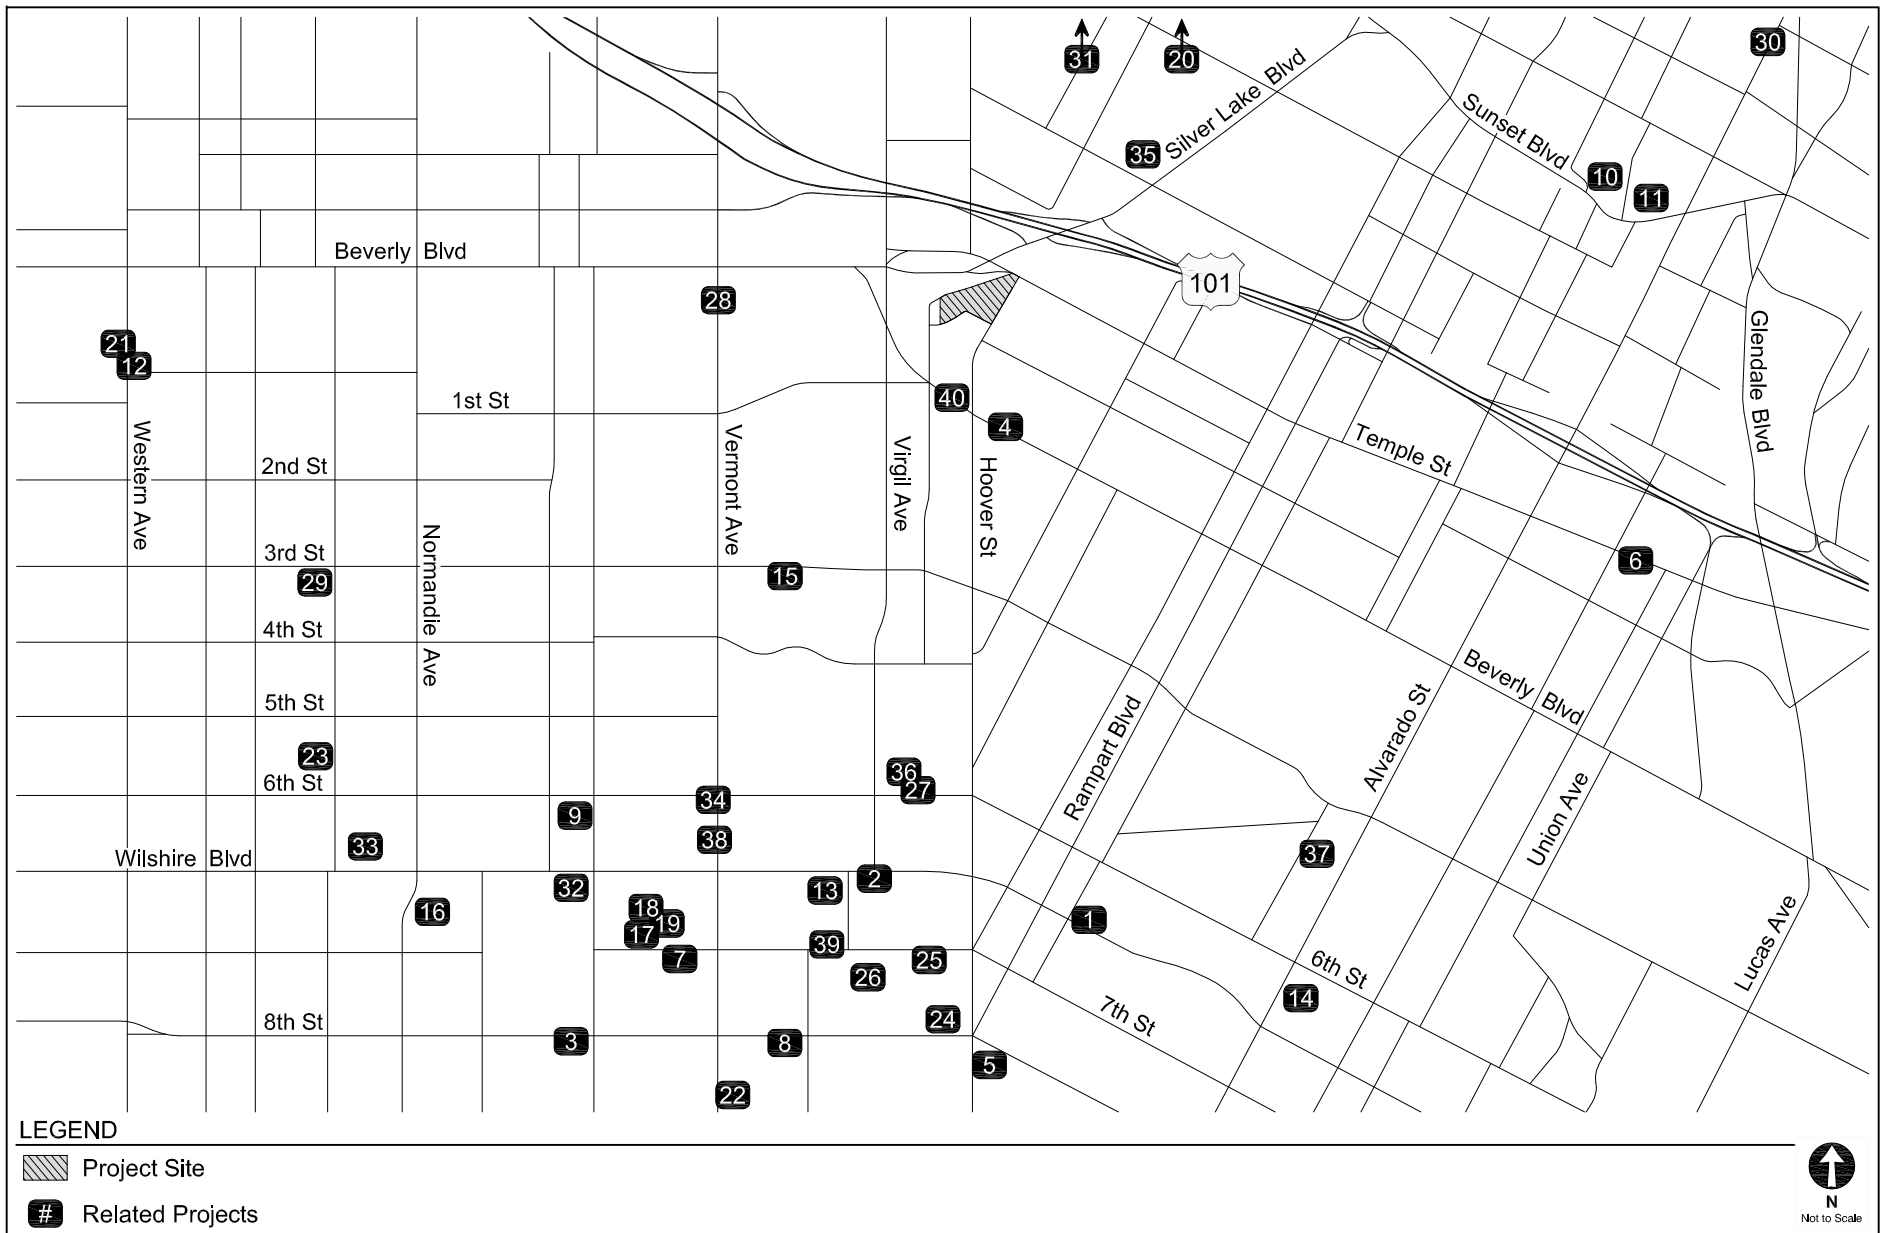 30
31
20
Silver Lake Blvd
35
Sunset Blvd
10
11
Beverly Blvd
101
28
21
12
Glendale Blvd
1st St
40
4
Western Ave
Vermont Ave
Virgil Ave
Hoover St
Temple St
2nd St
Normandie Ave
3rd St
29
15
6
4th St
5th St
Beverly Blvd
Rampart Blvd
Alvarado St
23
6th St
36
27
34
9
38
33
Union Ave
Wilshire Blvd
37
32
13
2
16
18
19
17
39
7
25
26
1
Lucas Ave
6th St
14
7th St
8th St
3
8
24
5
22
LEGEND
Project Site
# Related Projects
N
Not to Scale